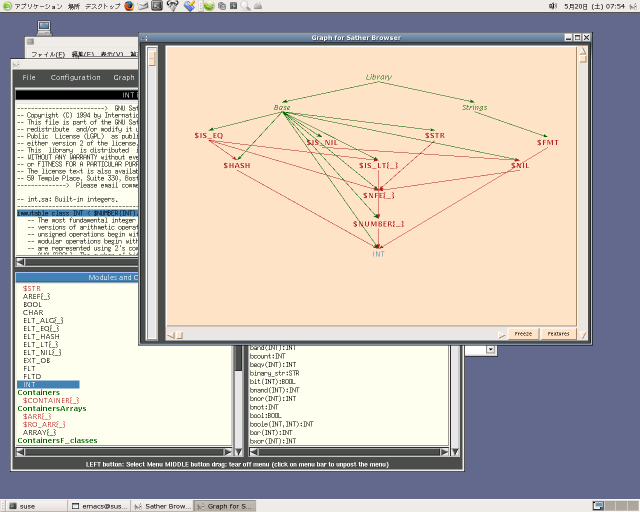 アプリケーション 場所 デスクトップ
5月20日 (土) 07:54
Graph for Sather Browser
ファイル(F) 編集(E) 表示(V)
File Configuration Graph
Library
Base Strings
$IS_EQ $IS_NIL $STR $FMT
$HASH $IS_LT{_} $NIL
$NFE{_}
$NUMBER{_}
INT
Freeze Features
-- Copyright (C) 1994 by Internation
-- This file is part of the GNU Sat
-- redistribute and/or modify it u
-- Public License (LGPL) as publ
-- either version 2 of the license,
-- This library is distributed i
-- WITHOUT ANY WARRANTY without eve
-- or FITNESS FOR A PARTICULAR PURP
-- The license text is also availa
-- 59 Temple Place, Suite 330, Bost
--------------> Please email comme
-- int.sa: Built-in integers.
immutable class INT < $NUMBER{INT},
-- The most fundamental integer
-- versions of arithmetic operat
-- unsigned operations begin wit
-- modular operations begin with
-- are represented using 2's com
Modules and C
$STR
AREF{_}
BOOL
CHAR
ELT_ALG{_}
ELT_EQ{_}
ELT_HASH
ELT_LT{_}
ELT_NIL{_}
EXT_OB
FLT
FLTD
INT
Containers
$CONTAINER{_}
ContainersArrays
$ARR{_}
$RO_ARR{_}
ARRAY{_}
ContainersF_classes
band(INT):INT
bcount:INT
beqv(INT):INT
binary_str:STR
bit(INT):BOOL
bnand(INT):INT
bnor(INT):INT
bnot:INT
bool:BOOL
boole(INT,INT):INT
bor(INT):INT
bxor(INT):INT
LEFT button: Select Menu MIDDLE button drag: tear off menu (click on menu bar to unpost the menu)
suse emacs@sus... Sather Brow... Graph for S...